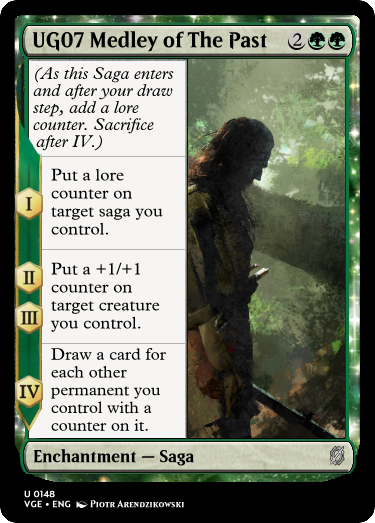 UG07 Medley of The Past 2
(As this Saga enters
and after your draw
step, add a lore
counter. Sacrifice
after IV.)
I
Put a lore
counter on
target saga you
control.
II
III
Put a +1/+1
counter on
target creature
you control.
IV
Draw a card for
each other
permanent you
control with a
counter on it.
Enchantment — Saga
U 0148
VGE • ENG Piotr Arendzikowski